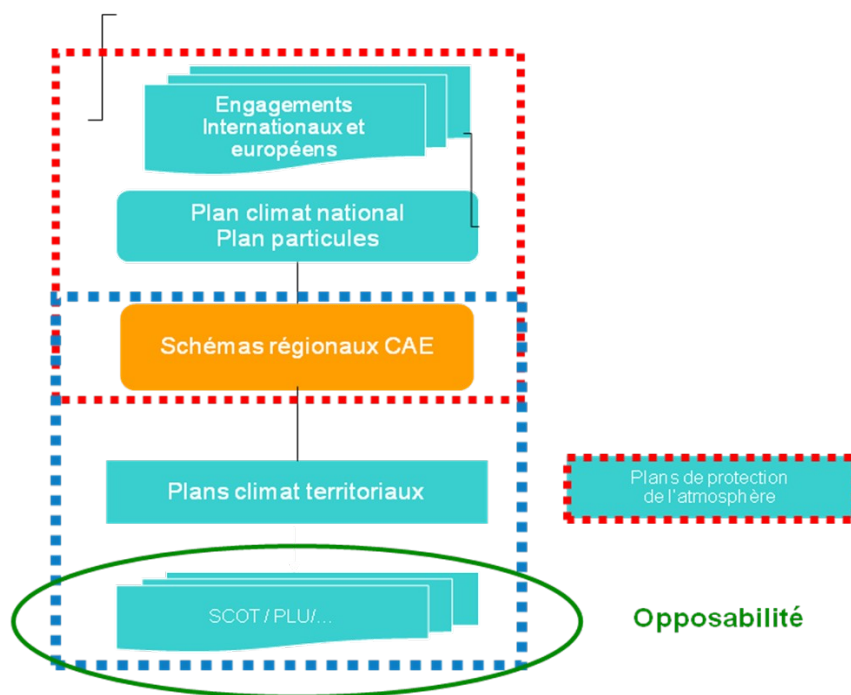 Engagements
Internationaux et
européens
Plan climat national
Plan particules
Schémas régionaux CAE
Plans climat territoriaux
Plans de protection
de l'atmosphère
SCOT / PLU/...
Opposabilité